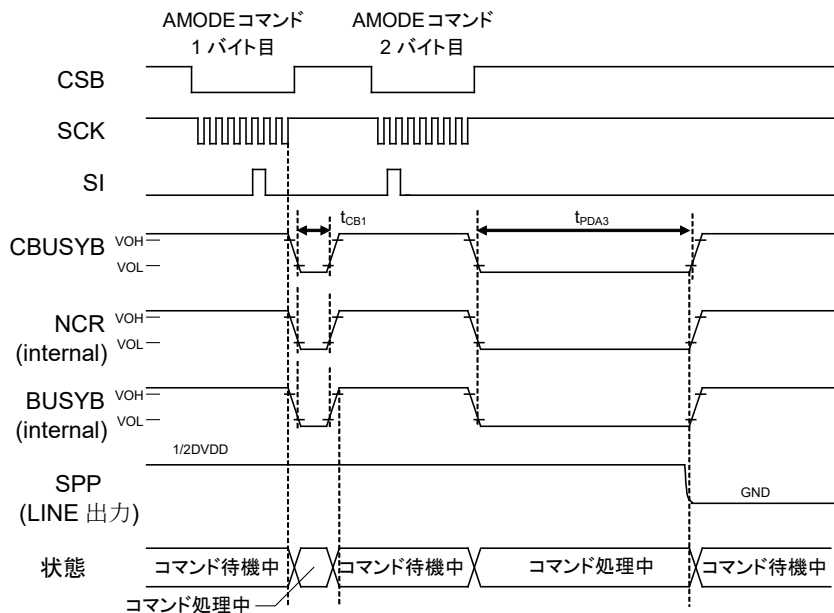 AMODEコマンド
1 バイト目
AMODEコマンド
2 バイト目
CSB
SCK
SI
tCB1
tPDA3
CBUSYB
VOH
VOL
NCR
(internal)
VOH
VOL
BUSYB
(internal)
VOH
VOL
1/2DVDD
SPP
(LINE 出力)
GND
状態
コマンド待機中
コマンド待機中
コマンド処理中
コマンド待機中
コマンド処理中